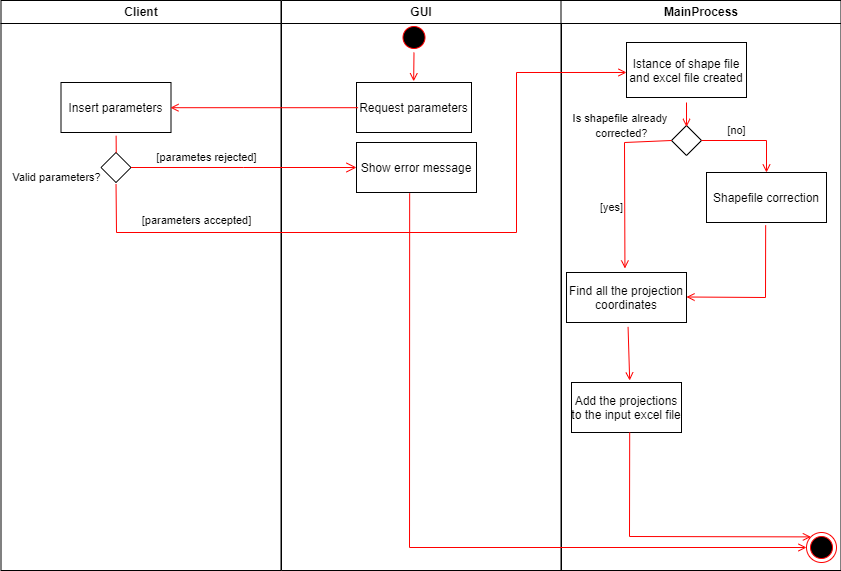 Client
GUI
MainProcess
Insert parameters
Valid parameters?
[parametes rejected]
[parameters accepted]
Request parameters
Show error message
Istance of shape file
and excel file created
Is shapefile already
corrected?
[no]
[yes]
Shapefile correction
Find all the projection
coordinates
Add the projections
to the input excel file